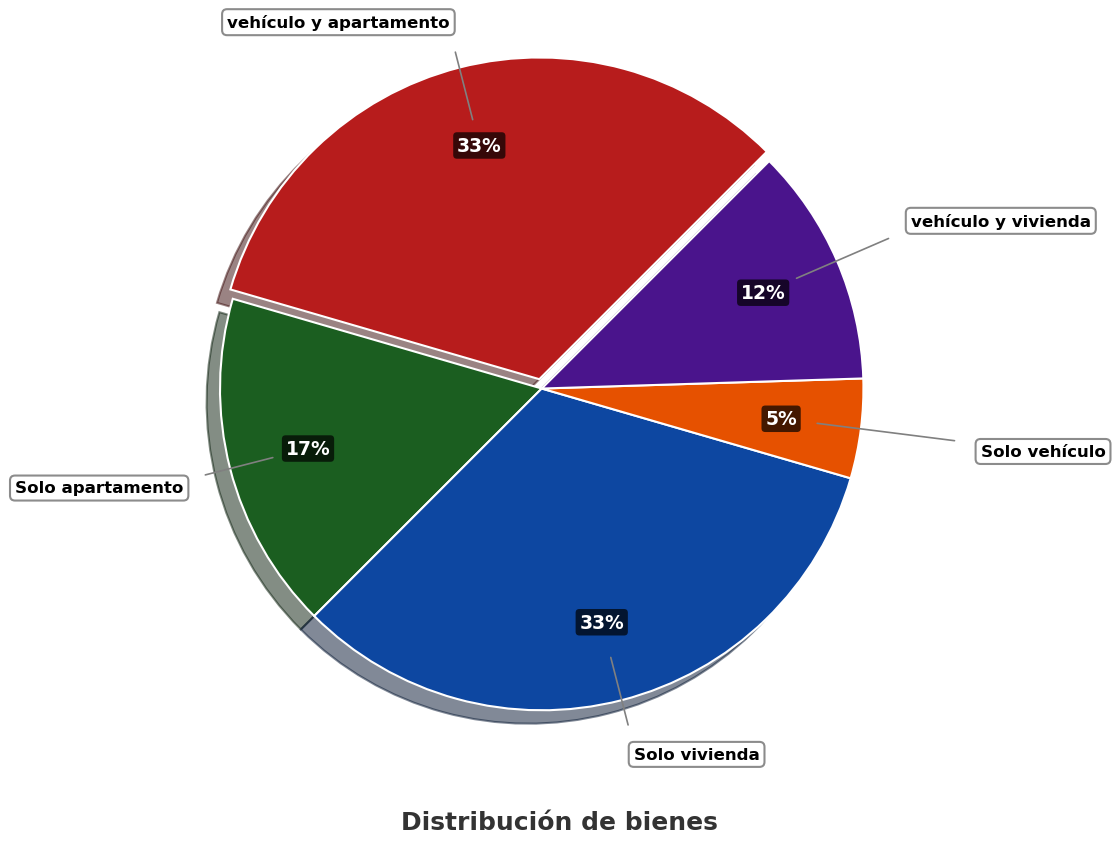 vehículo y apartamento
33%
vehículo y vivienda
12%
5%
Solo vehículo
17%
Solo apartamento
33%
Solo vivienda
Distribución de bienes